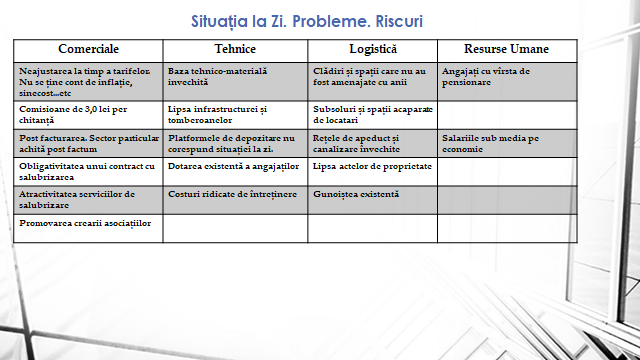 Situația la Zi. Probleme. Riscuri
Comerciale
Tehnice
Logistică
Resurse Umane
Neajustarea la timp a tarifelor.
Nu se ține cont de inflație,
sinecost...etc
Baza tehnico-materială
invechită
Clădiri și spații care nu au
fost amenajate cu anii
Angajați cu vîrsta de
pensionare
Comisioane de 3,0 lei per
chitanță
Lipsa infrastructurei și
tomberoanelor
Subsoluri și spații acaparate
de locatari
Post facturarea. Sector particular
achită post factum
Platformele de depozitare nu
corespund situației la zi.
Rețele de apeduct și
canalizare învechite
Salariile sub media pe
economie
Obligativitatea unui contract cu
salubrizarea
Dotarea existentă a angajaților
Lipsa actelor de proprietate
Atractivitatea serviciilor de
salubrizare
Costuri ridicate de întreținere
Gunoiștea existentă
Promovarea crearii asociațiilor